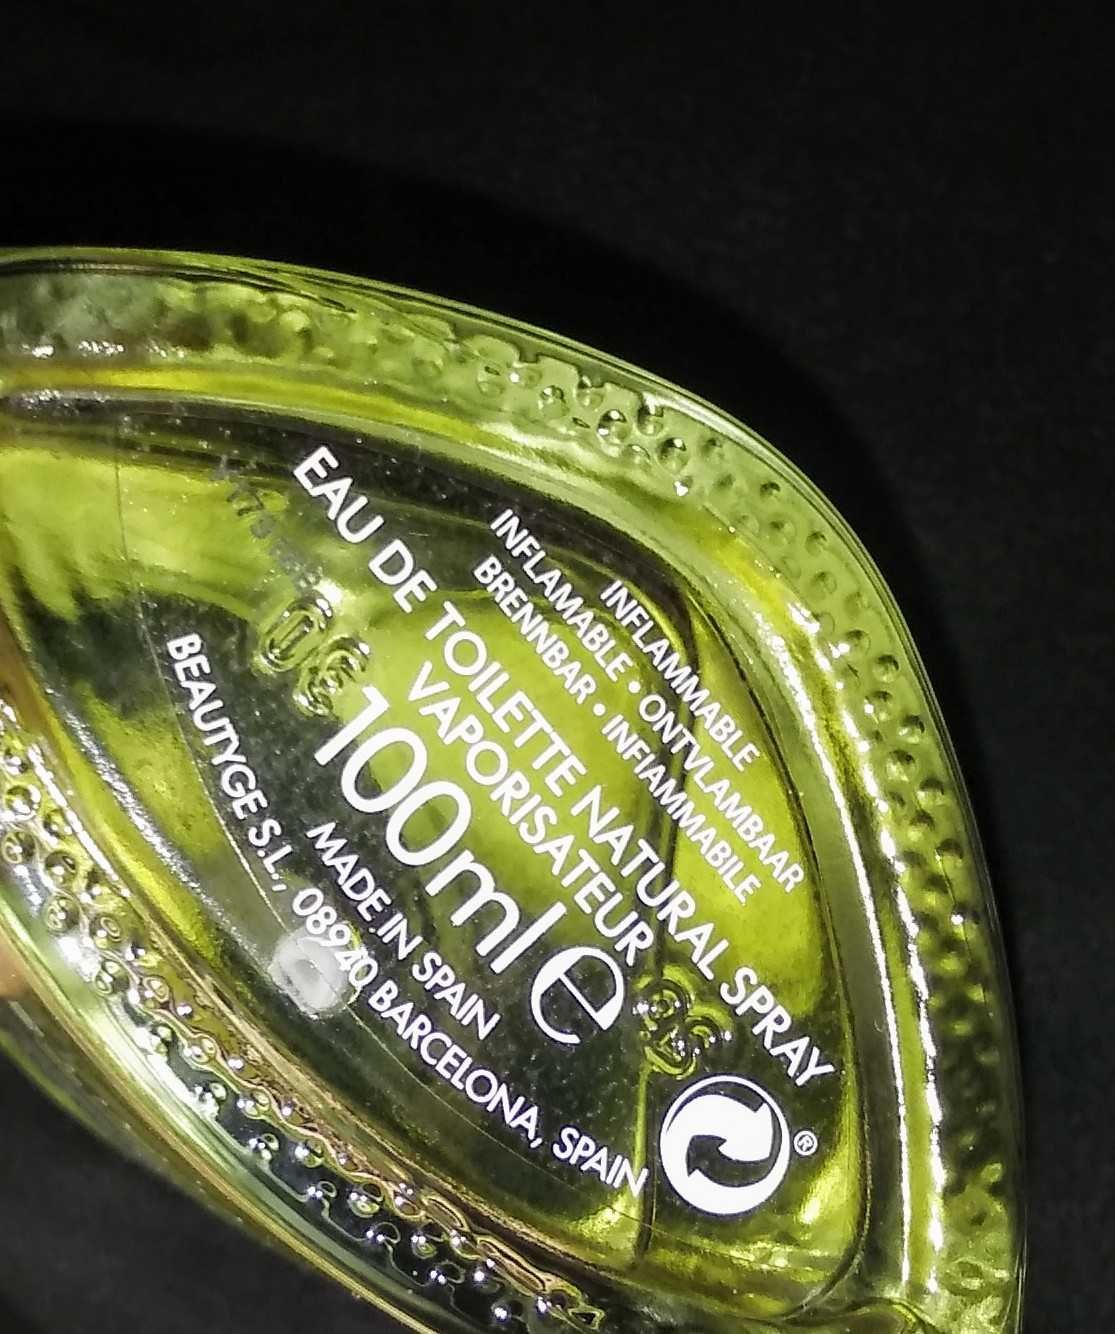 INFLAMMABLE
INFLAMABLE • ONTVLAMBAAR
BRENNBAR • INFIAMMABILE
EAU DE TOILETTE NATURAL SPRAY
VAPORISATEUR
100ml e
MADE IN SPAIN
BEAUTYGE S.L., 08940 BARCELONA, SPAIN
®